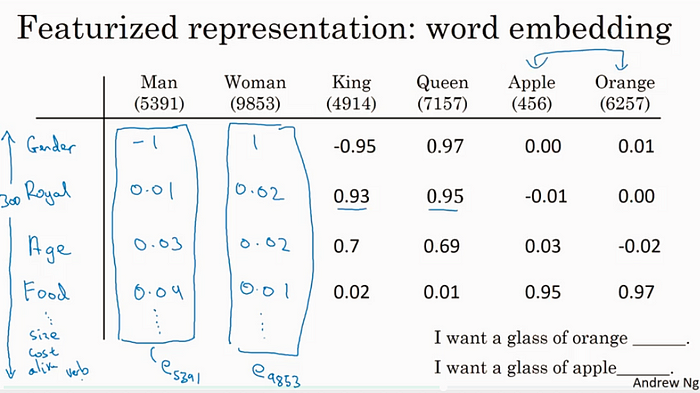 Featurized representation: word embedding
Man Woman King Queen Apple Orange
(5391) (9853) (4914) (7157) (456) (6257)
Gender -1 1 -0.95 0.97 0.00 0.01
300 Royal 0.01 0.02 0.93 0.95 -0.01 0.00
Age 0.03 0.02 0.7 0.69 0.03 -0.02
Food 0.04 0.01 0.02 0.01 0.95 0.97
size
cost
alive verb
e5391 e9853
I want a glass of orange ______.
I want a glass of apple______.
Andrew Ng